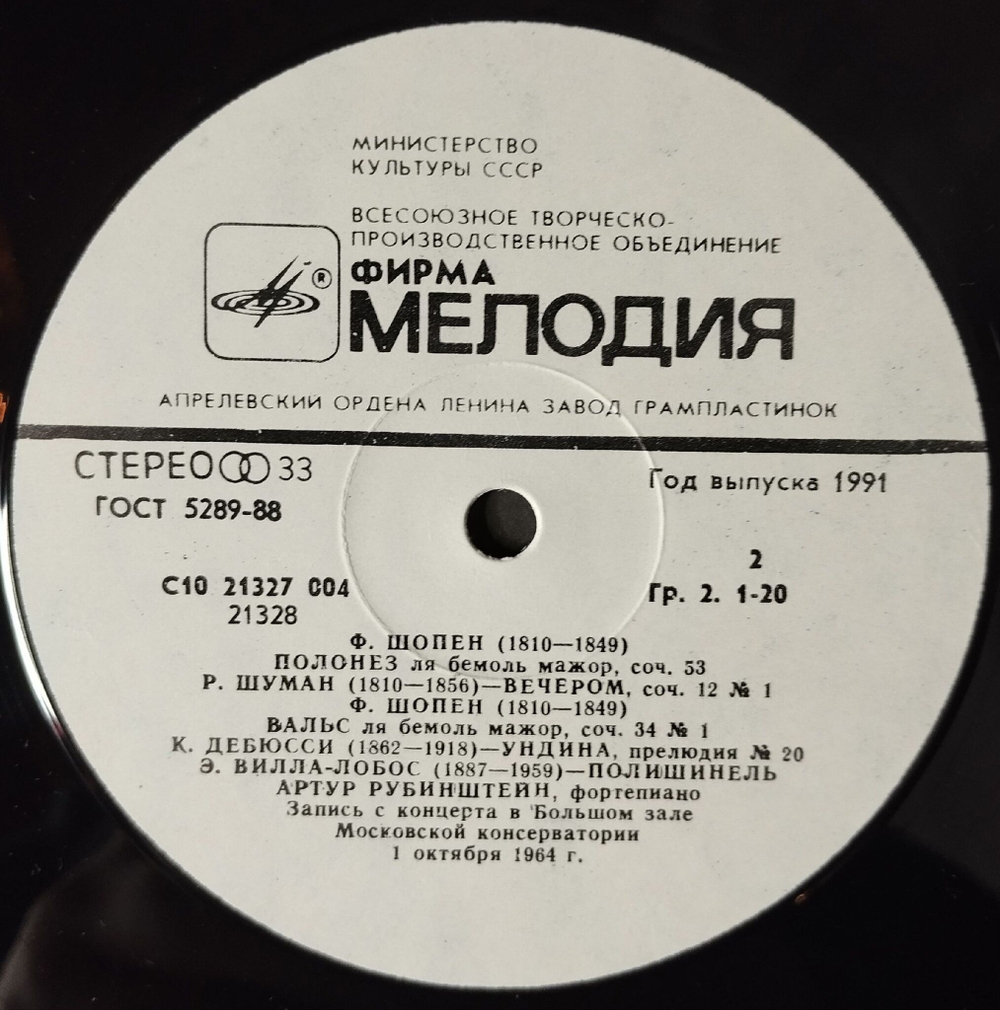 МИНИСТЕРСТВО
КУЛЬТУРЫ СССР
ВСЕСОЮЗНОЕ ТВОРЧЕСКО-
ПРОИЗВОДСТВЕННОЕ ОБЪЕДИНЕНИЕ
®
ФИРМА
МЕЛОДИЯ
АПРЕЛЕВСКИЙ ОРДЕНА ЛЕНИНА ЗАВОД ГРАМПЛАСТИНОК
СТЕРЕО 33
Год выпуска 1991
ГОСТ 5289-88
2
С10 21327 004
Гр. 2. 1-20
21328
Ф. ШОПЕН (1810—1849)
ПОЛОНЕЗ ля бемоль мажор, соч. 53
Р. ШУМАН (1810—1856)—ВЕЧЕРОМ, соч. 12 № 1
Ф. ШОПЕН (1810—1849)
ВАЛЬС ля бемоль мажор, соч. 34 № 1
К. ДЕБЮССИ (1862—1918)—УНДИНА, прелюдия № 20
Э. ВИЛЛА-ЛОБОС (1887—1959)—ПОЛИШИНЕЛЬ
АРТУР РУБИНШТЕЙН, фортепиано
Запись с концерта в Большом зале
Московской консерватории
1 октября 1964 г.